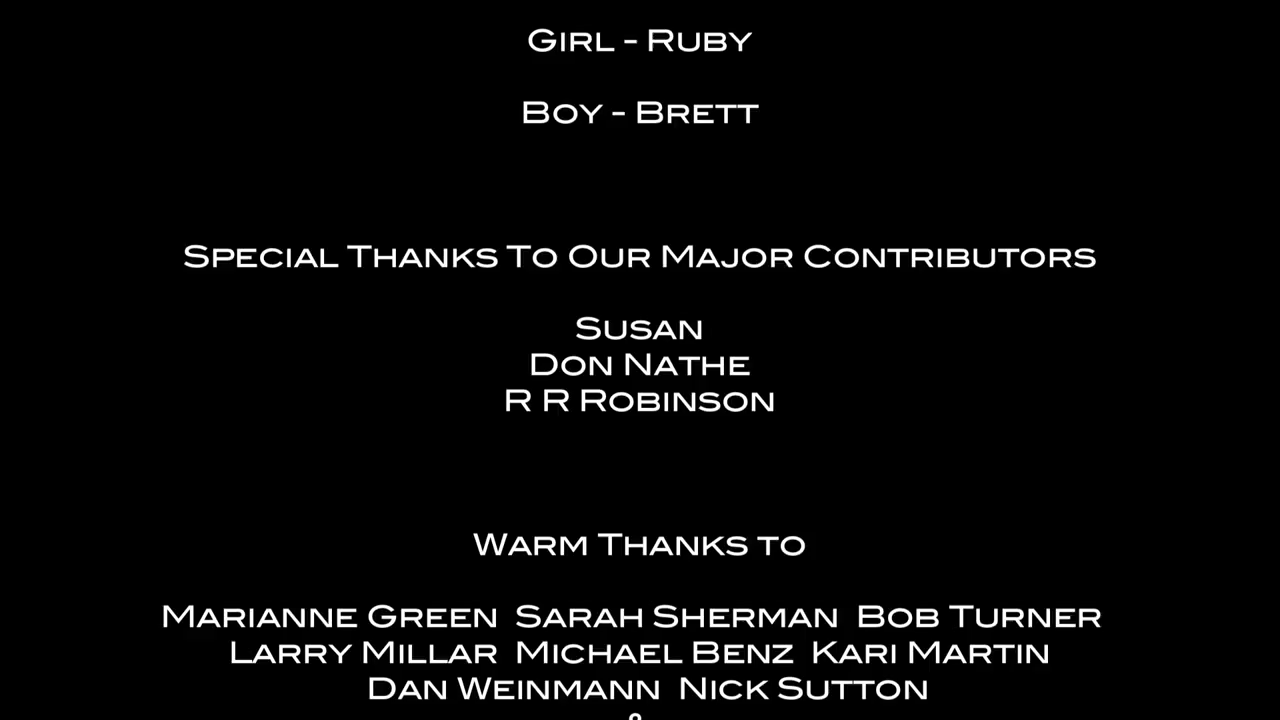 Girl - Ruby
Boy - Brett
Special Thanks To Our Major Contributors
Susan
Don Nathe
R R Robinson
Warm Thanks to
Marianne Green  Sarah Sherman  Bob Turner
Larry Millar  Michael Benz  Kari Martin
Dan Weinmann  Nick Sutton